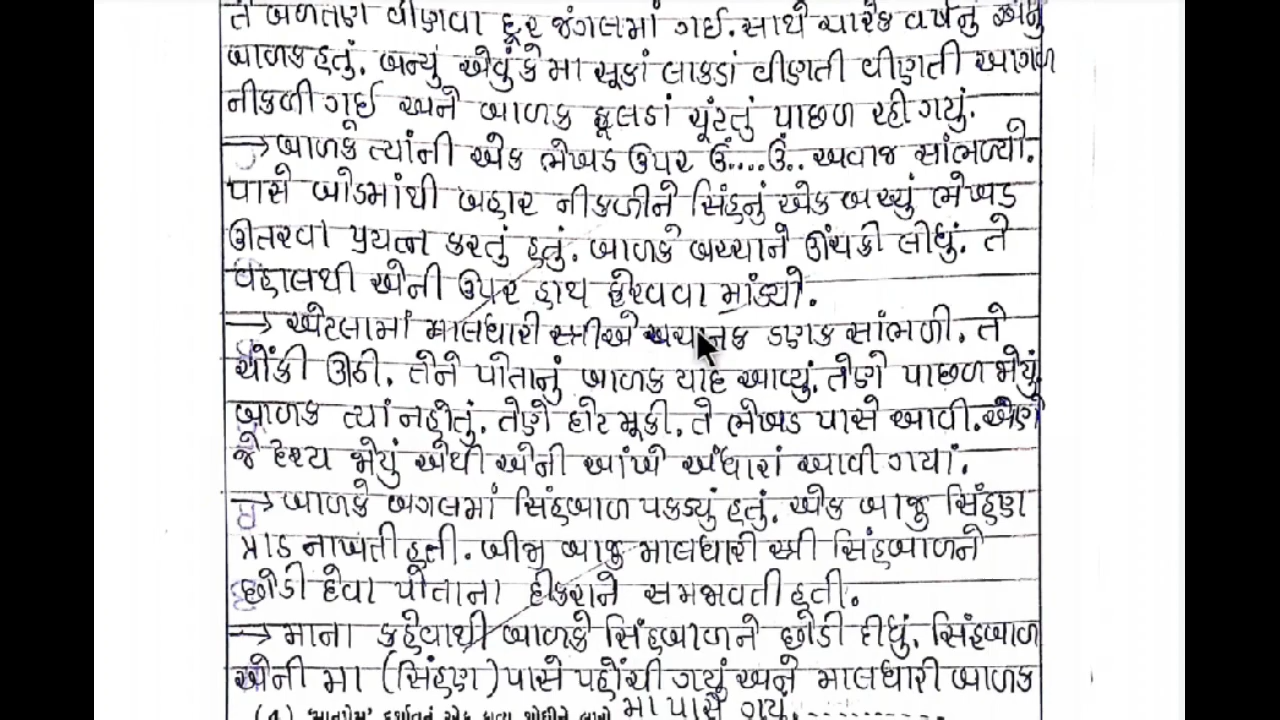 તે બળતણ વીણવા દૂર જંગલમાં ગઈ. સાથે ચારેક વર્ષનું એનું
બાળક હતું. બન્યું એવું કે મા સૂકાં લાકડાં વીણતી વીણતી આગળ
નીકળી ગઈ અને બાળક ફૂલડાં ચૂંટતું પાછળ રહી ગયું.
→ બાળકે ત્યાંની એક ભેખડ ઉપર ઉં....ઉં.. અવાજ સાંભળ્યો.
પાસે બોડમાંથી બહાર નીકળીને સિંહનું એક બચ્ચું ભેખડ
ઊતરવા પ્રયત્ન કરતું હતું. બાળકે બચ્ચાને ઊંચકી લીધું. તે
વહાલથી એની ઉપર હાથ ફેરવવા માંડ્યો.
→ એટલામાં માલધારી સ્ત્રીએ અચાનક ડણક સાંભળી. તે
ચોંકી ઊઠી. તેને પોતાનું બાળક યાદ આવ્યું. તેણે પાછળ જોયું
બાળક ત્યાં નહોતું. તેણે દોટ મૂકી. તે ભેખડ પાસે આવી. એણે
જે દૃશ્ય જોયું એથી એની આંખે અંધારાં આવી ગયાં.
→ બાળકે બગલમાં સિંહબાળ પકડ્યું હતું. એક બાજુ સિંહણ
ત્રાડ નાખતી હતી. બીજી બાજુ માલધારી સ્ત્રી સિંહબાળને
છોડી દેવા પોતાના દીકરાને સમજાવતી હતી.
→ માના કહેવાથી બાળકે સિંહબાળને છોડી દીધું. સિંહબાળ
એની મા (સિંહણ) પાસે પહોંચી ગયું અને માલધારી બાળક
મા પાસે ગયું.
(4) 'માતૃપ્રેમ' એક કાવ્ય શોધીને લખો